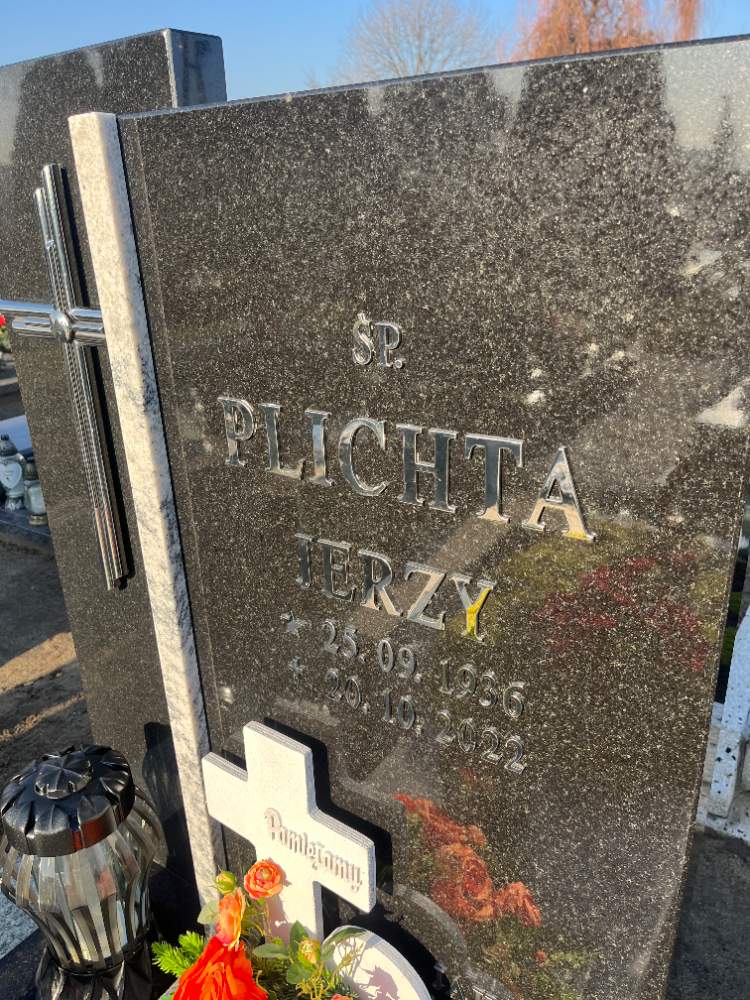 ŚP.
PLICHTA
JERZY
* 25. 09. 1936
✝ 20. 10. 2022
Pamiętamy